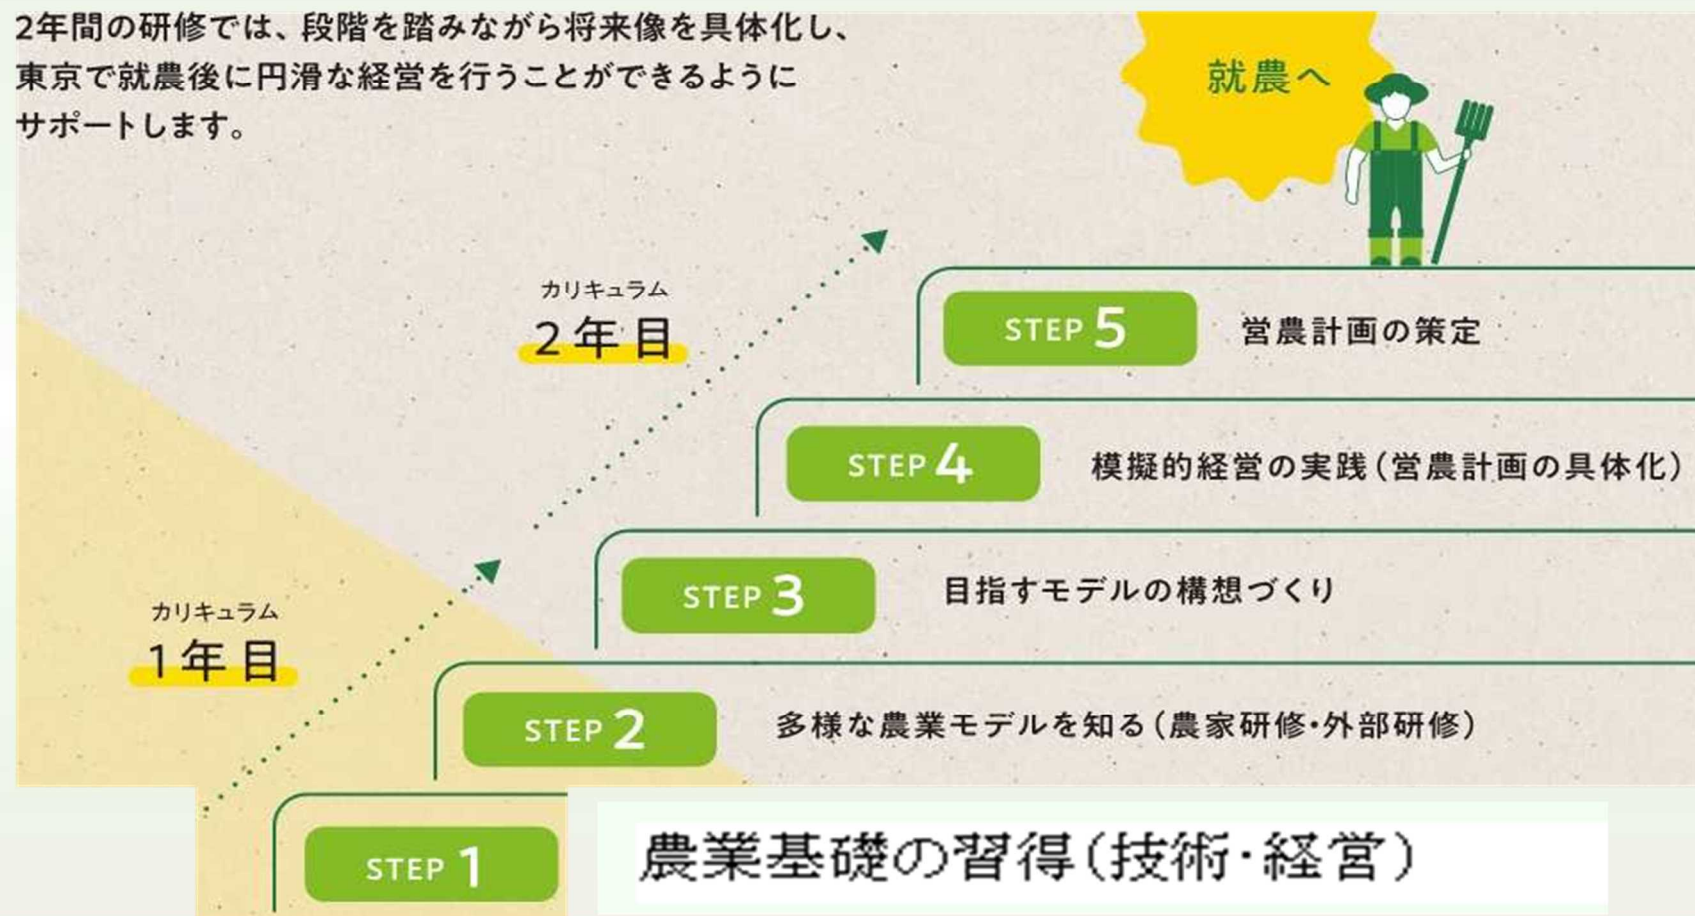 2年間の研修では、段階を踏みながら将来像を具体化し、
東京で就農後に円滑な経営を行うことができるように
サポートします。
就農へ
カリキュラム
2年目
STEP 5 営農計画の策定
STEP 4 模擬的経営の実践(営農計画の具体化)
STEP 3 目指すモデルの構想づくり
カリキュラム
1年目
STEP 2 多様な農業モデルを知る(農家研修・外部研修)
STEP 1 農業基礎の習得(技術・経営)